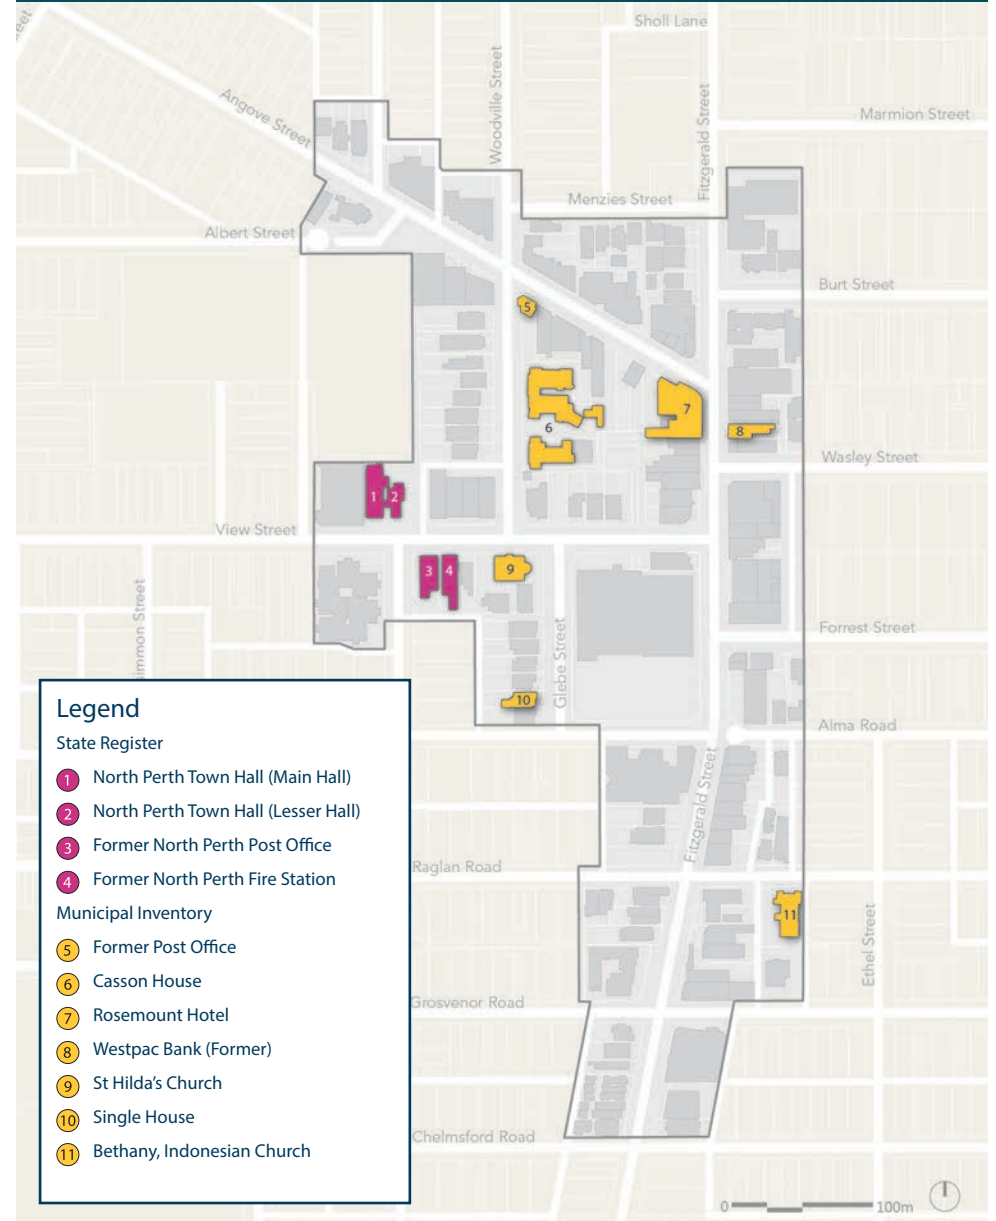 Sholl Lane
Angove Street
Woodville Street
Fitzgerald Street
Marmion Street
Menzies Street
Albert Street
Burt Street
5
7
6
8
Wasley Street
1
2
View Street
3
4
9
Glebe Street
Forrest Street
10
Alma Road
Fitzgerald Street
Raglan Road
11
Ethel Street
Grosvenor Road
Chelmsford Road
0
100m
Legend
State Register
1 North Perth Town Hall (Main Hall)
2 North Perth Town Hall (Lesser Hall)
3 Former North Perth Post Office
4 Former North Perth Fire Station
Municipal Inventory
5 Former Post Office
6 Casson House
7 Rosemount Hotel
8 Westpac Bank (Former)
9 St Hilda's Church
10 Single House
11 Bethany, Indonesian Church